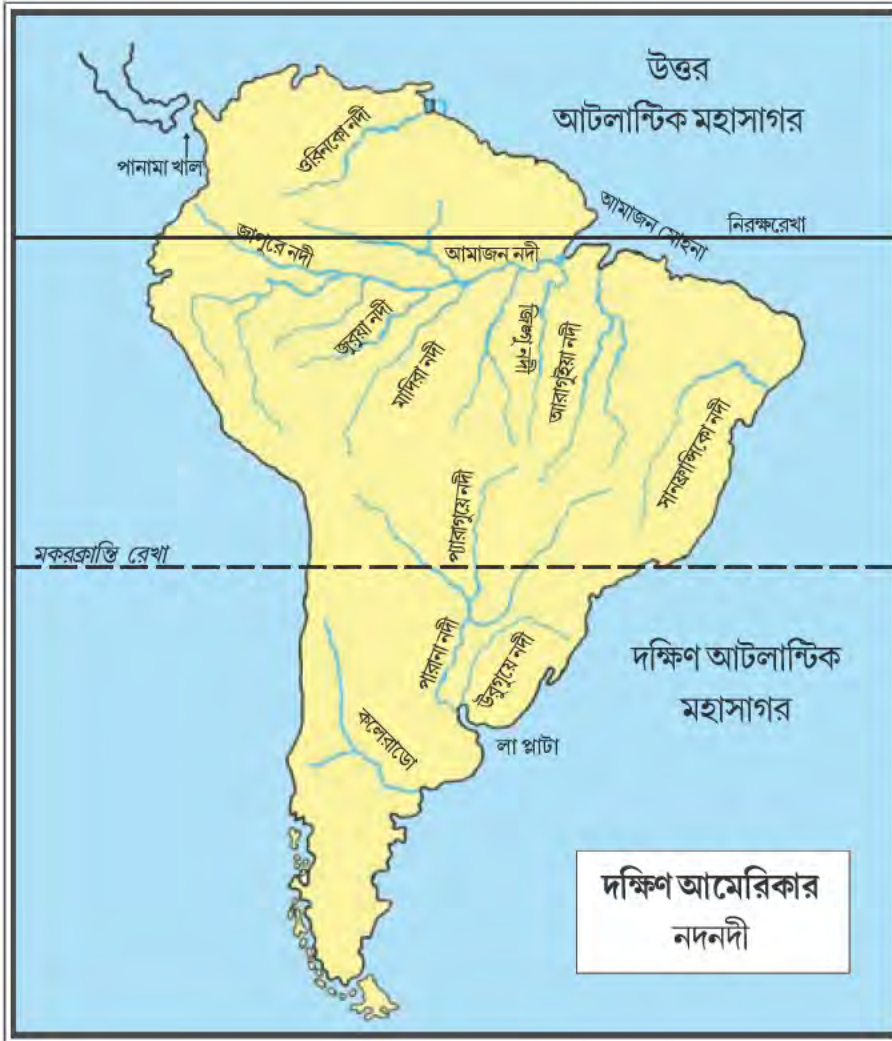 উত্তর
আটলান্টিক মহাসাগর
পানামা খাল
ওরিনকো নদী
আমাজন মোহনা
নিরক্ষরেখা
জাপুরে নদী
আমাজন নদী
জুরুয়া নদী
মাদিরা নদী
জিঙ্গু নদী
আরাগুইয়া নদী
সানফ্রান্সিকো নদী
প্যারাগুয়ে নদী
মকরক্রান্তি রেখা
পারানা নদী
উরুগুয়ে নদী
দক্ষিণ আটলান্টিক
মহাসাগর
কলোরাডো
লা প্লাটা
দক্ষিণ আমেরিকার
নদনদী